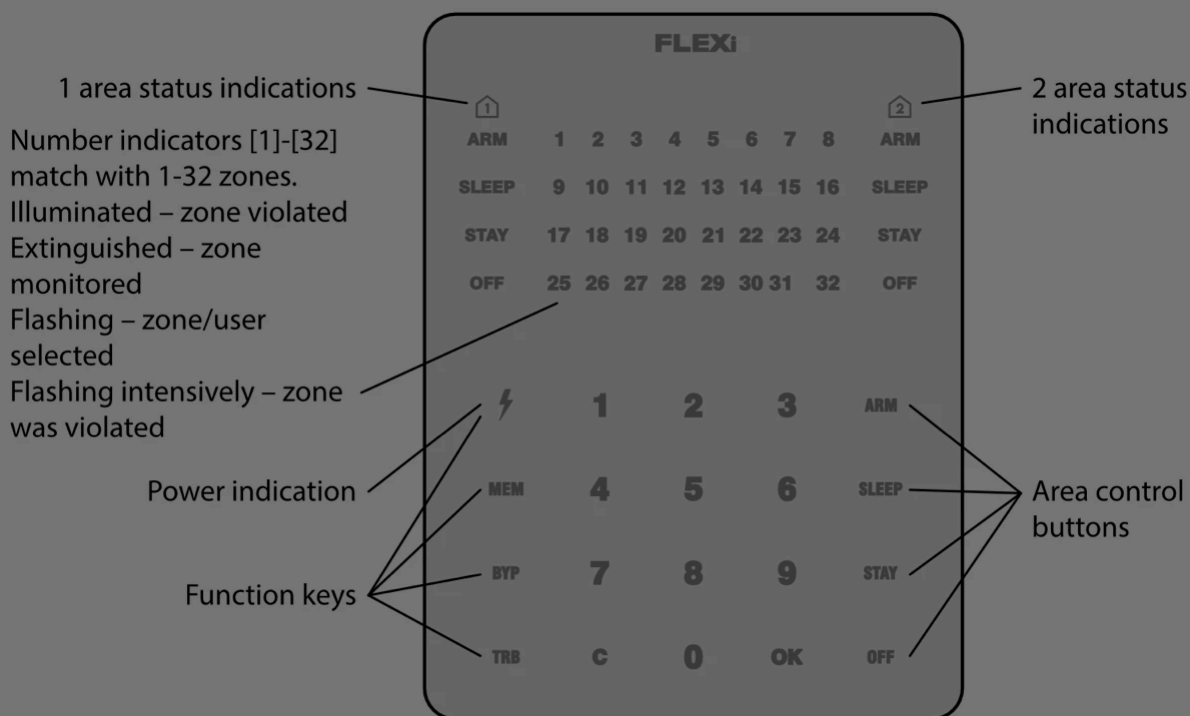 FLEXi
1 area status indications
2 area status
indications
1
2
Number indicators [1]-[32]
match with 1-32 zones.
Illuminated – zone violated
Extinguished – zone
monitored
Flashing – zone/user
selected
Flashing intensively – zone
was violated
ARM 1 2 3 4 5 6 7 8 ARM
SLEEP 9 10 11 12 13 14 15 16 SLEEP
STAY 17 18 19 20 21 22 23 24 STAY
OFF 25 26 27 28 29 30 31 32 OFF
1 2 3 ARM
Power indication
MEM 4 5 6 SLEEP
Area control
buttons
Function keys
BYP 7 8 9 STAY
TRB C 0 OK OFF